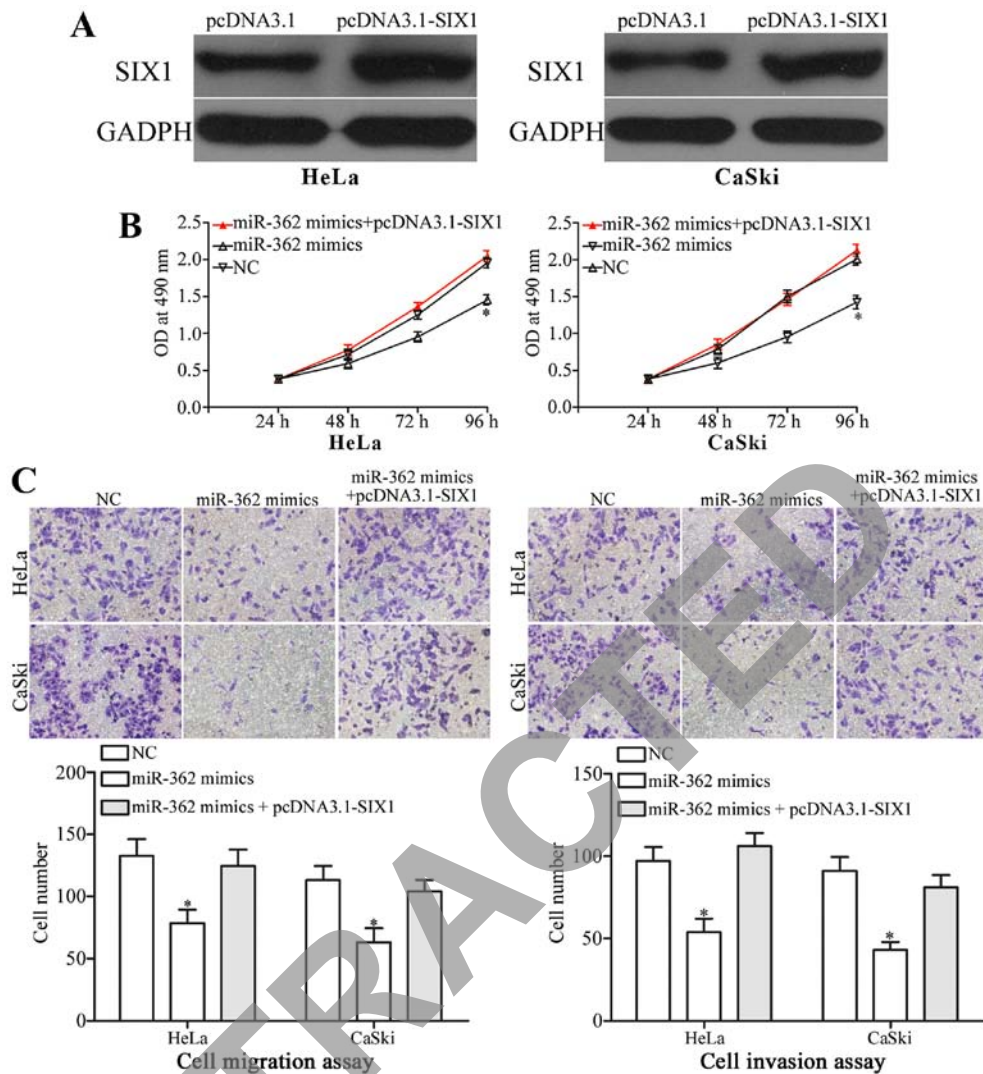 A
pcDNA3.1 pcDNA3.1-SIX1
SIX1
GADPH
HeLa
pcDNA3.1 pcDNA3.1-SIX1
SIX1
GADPH
CaSki
B
miR-362 mimics+pcDNA3.1-SIX1
miR-362 mimics
NC
OD at 490 nm
2.5
2.0
1.5
1.0
0.5
0.0
*
24 h 48 h 72 h 96 h
HeLa
miR-362 mimics+pcDNA3.1-SIX1
miR-362 mimics
NC
OD at 490 nm
2.5
2.0
1.5
1.0
0.5
0.0
*
24 h 48 h 72 h 96 h
CaSki
C
NC miR-362 mimics miR-362 mimics
+pcDNA3.1-SIX1
HeLa
CaSki
NC miR-362 mimics miR-362 mimics
+pcDNA3.1-SIX1
HeLa
CaSki
NC
miR-362 mimics
miR-362 mimics + pcDNA3.1-SIX1
Cell number
200
150
100
50
0
* *
HeLa CaSki
Cell migration assay
NC
miR-362 mimics
miR-362 mimics + pcDNA3.1-SIX1
Cell number
150
100
50
0
* *
HeLa CaSki
Cell invasion assay
TRACTED